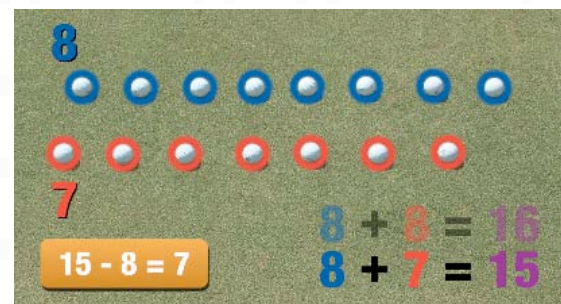 8
7
8 + 8 = 16
8 + 7 = 15
15 - 8 = 7